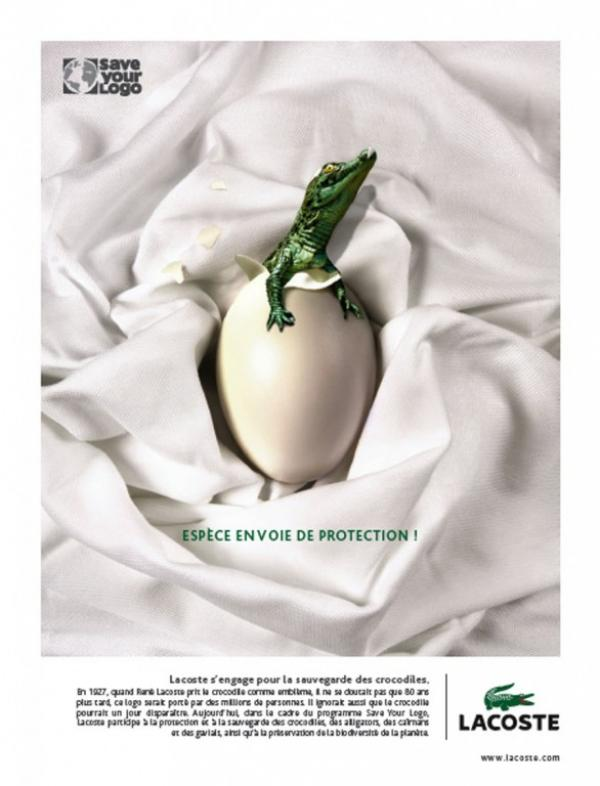 Save
your
Logo
ESPÈCE EN VOIE DE PROTECTION !
Lacoste s'engage pour la sauvegarde des crocodiles.
En 1927, quand René Lacoste prit le crocodile comme emblème, il ne se doutait pas que 80 ans
plus tard, ce logo serait porté par des millions de personnes. Il ignorait aussi que le crocodile
pourrait un jour disparaître. Aujourd'hui, dans le cadre du programme Save Your Logo,
Lacoste participe à la protection et à la sauvegarde des crocodiles, des alligators, des caïmans
et des gavials, ainsi qu'à la préservation de la biodiversité de la planète.
LACOSTE
www.lacoste.com